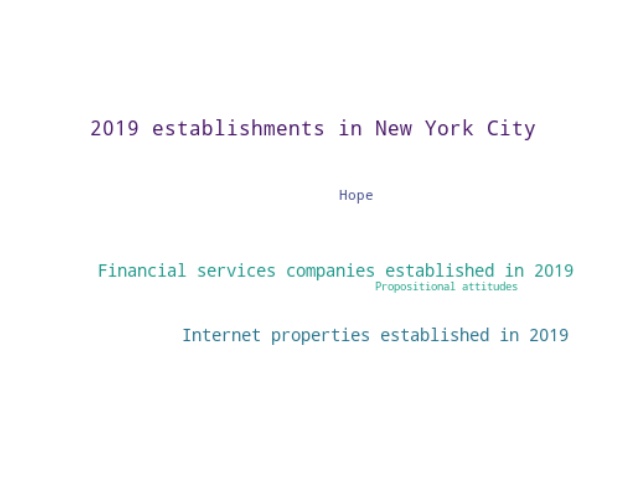 2019 establishments in New York City
Hope
Financial services companies established in 2019
Propositional attitudes
Internet properties established in 2019